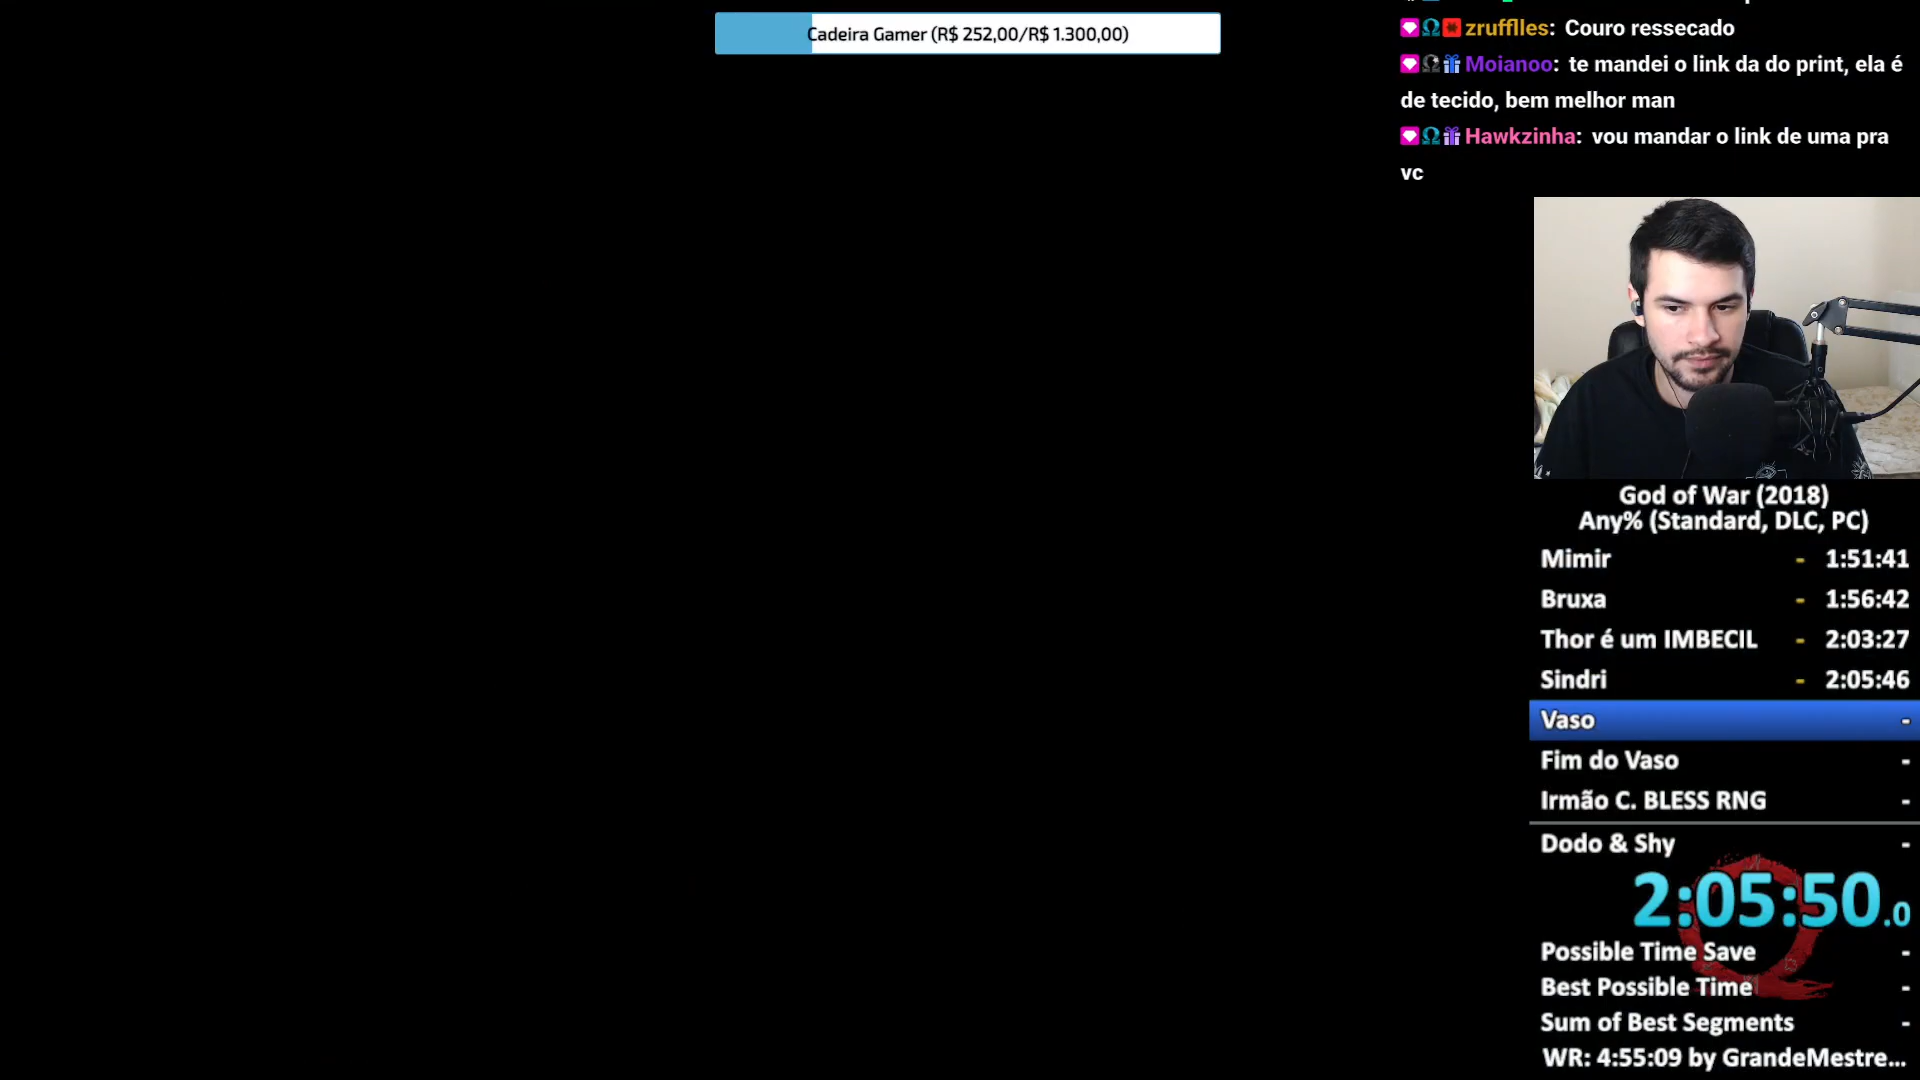 Cadeira Gamer (R$ 252,00/R$ 1.300,00)
zrufflles: Couro ressecado
Moianoo: te mandei o link da do print, ela é
de tecido, bem melhor man
Hawkzinha: vou mandar o link de uma pra
vc
God of War (2018)
Any% (Standard, DLC, PC)
Mimir - 1:51:41
Bruxa - 1:56:42
Thor é um IMBECIL - 2:03:27
Sindri - 2:05:46
Vaso -
Fim do Vaso -
Irmão C. BLESS RNG -
Dodo & Shy -
2:05:50.0
Possible Time Save -
Best Possible Time -
Sum of Best Segments -
WR: 4:55:09 by GrandeMestre...